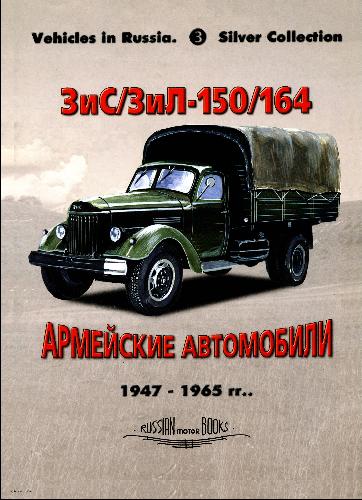 Vehicles in Russia. 3 Silver Collection
ЗиС/ЗиЛ-150/164
АРМЕЙСКИЕ АВТОМОБИЛИ
1947 - 1965 гг..
RUSSIAN MOTOR BOOKS